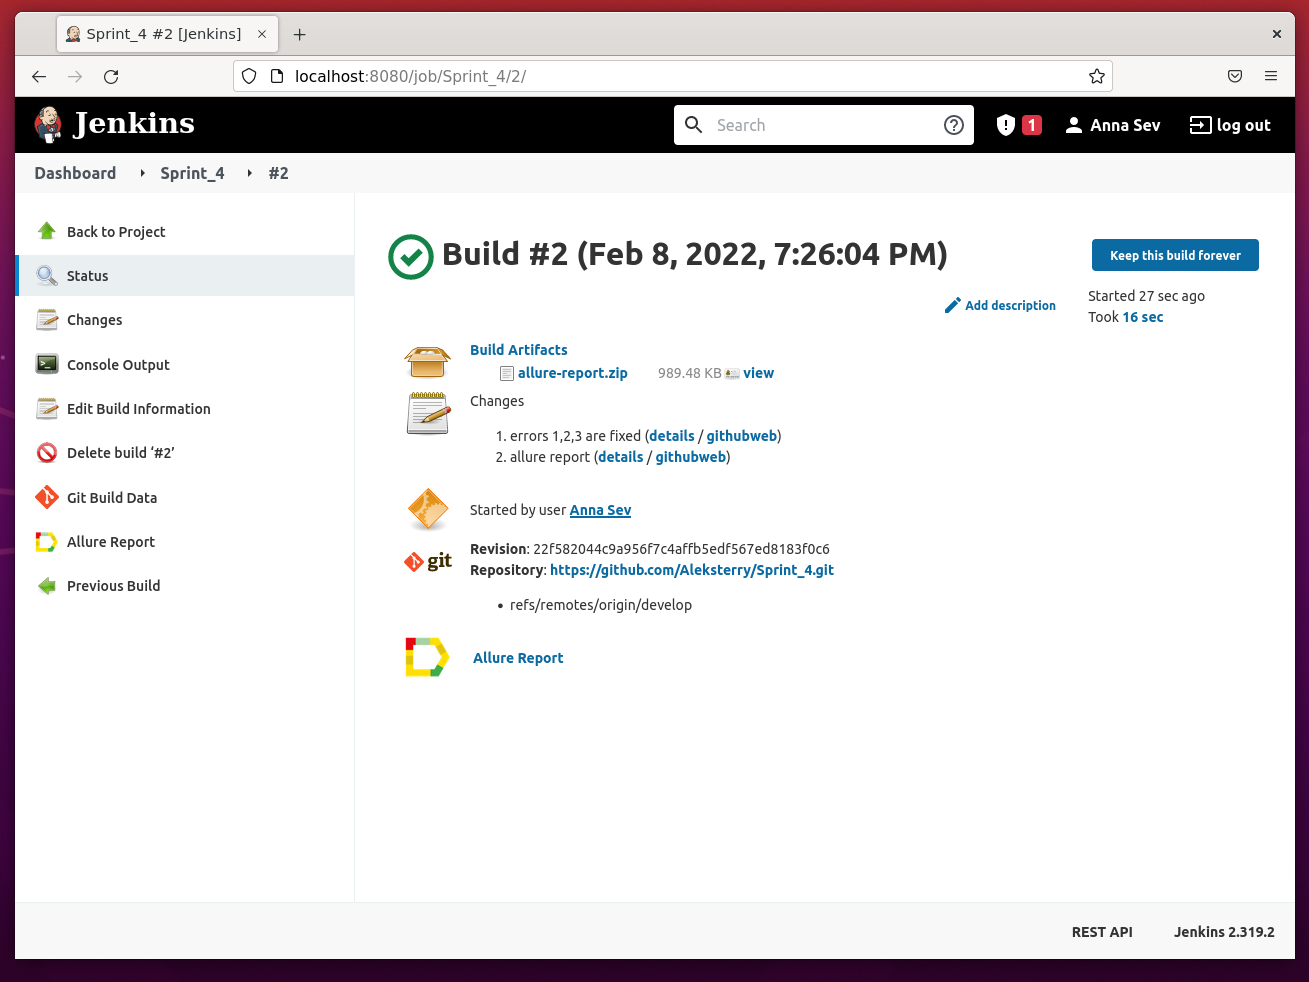 Sprint_4 #2 [Jenkins]
localhost:8080/job/Sprint_4/2/
Jenkins
Search
1
Anna Sev
log out
Dashboard
Sprint_4
#2
Back to Project
Status
Changes
Console Output
Edit Build Information
Delete build ‘#2’
Git Build Data
Allure Report
Previous Build
Build #2 (Feb 8, 2022, 7:26:04 PM)
Keep this build forever
Add description
Started 27 sec ago
Took 16 sec
Build Artifacts
allure-report.zip 989.48 KB view
Changes
1. errors 1,2,3 are fixed (details / githubweb)
2. allure report (details / githubweb)
Started by user Anna Sev
git
Revision: 22f582044c9a956f7c4affb5edf567ed8183f0c6
Repository: https://github.com/Aleksterry/Sprint_4.git
• refs/remotes/origin/develop
Allure Report
REST API
Jenkins 2.319.2